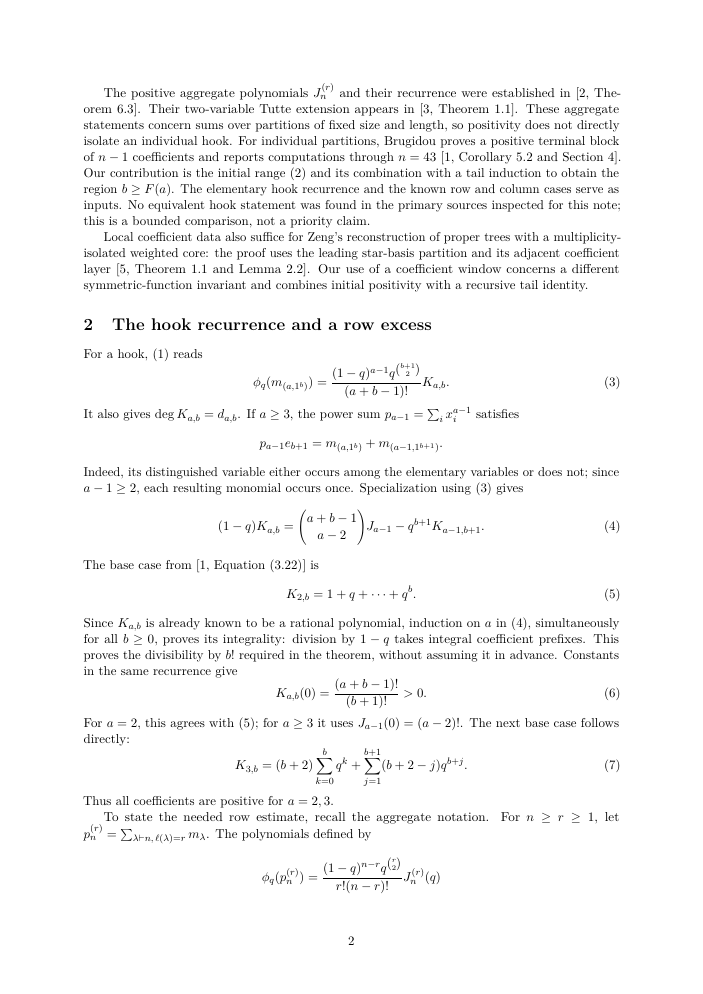 The positive aggregate polynomials J_n^{(r)} and their recurrence were established in [2, The-
orem 6.3]. Their two-variable Tutte extension appears in [3, Theorem 1.1]. These aggregate
statements concern sums over partitions of fixed size and length, so positivity does not directly
isolate an individual hook. For individual partitions, Brugidou proves a positive terminal block
of n − 1 coefficients and reports computations through n = 43 [1, Corollary 5.2 and Section 4].
Our contribution is the initial range (2) and its combination with a tail induction to obtain the
region b ≥ F(a). The elementary hook recurrence and the known row and column cases serve as
inputs. No equivalent hook statement was found in the primary sources inspected for this note;
this is a bounded comparison, not a priority claim.
Local coefficient data also suffice for Zeng's reconstruction of proper trees with a multiplicity-
isolated weighted core: the proof uses the leading star-basis partition and its adjacent coefficient
layer [5, Theorem 1.1 and Lemma 2.2]. Our use of a coefficient window concerns a different
symmetric-function invariant and combines initial positivity with a recursive tail identity.
2 The hook recurrence and a row excess
For a hook, (1) reads
ϕ_q(m_{(a,1^b)}) = \frac{(1 − q)^{a−1} q^{\binom{b+1}{2}}}{(a + b − 1)!} K_{a,b}. (3)
It also gives deg K_{a,b} = d_{a,b}. If a ≥ 3, the power sum p_{a−1} = ∑_i x_i^{a−1} satisfies
p_{a−1}e_{b+1} = m_{(a,1^b)} + m_{(a−1,1^{b+1})}.
Indeed, its distinguished variable either occurs among the elementary variables or does not; since
a − 1 ≥ 2, each resulting monomial occurs once. Specialization using (3) gives
(1 − q)K_{a,b} = \binom{a + b − 1}{a − 2} J_{a−1} − q^{b+1}K_{a−1,b+1}. (4)
The base case from [1, Equation (3.22)] is
K_{2,b} = 1 + q + ⋯ + q^b. (5)
Since K_{a,b} is already known to be a rational polynomial, induction on a in (4), simultaneously
for all b ≥ 0, proves its integrality: division by 1 − q takes integral coefficient prefixes. This
proves the divisibility by b! required in the theorem, without assuming it in advance. Constants
in the same recurrence give
K_{a,b}(0) = \frac{(a + b − 1)!}{(b + 1)!} > 0. (6)
For a = 2, this agrees with (5); for a ≥ 3 it uses J_{a−1}(0) = (a − 2)!. The next base case follows
directly:
K_{3,b} = (b + 2) ∑_{k=0}^{b} q^k + ∑_{j=1}^{b+1} (b + 2 − j)q^{b+j}. (7)
Thus all coefficients are positive for a = 2, 3.
To state the needed row estimate, recall the aggregate notation. For n ≥ r ≥ 1, let
p_n^{(r)} = ∑_{λ⊢n, ℓ(λ)=r} m_λ. The polynomials defined by
ϕ_q(p_n^{(r)}) = \frac{(1 − q)^{n−r} q^{\binom{r}{2}}}{r!(n − r)!} J_n^{(r)}(q)
2